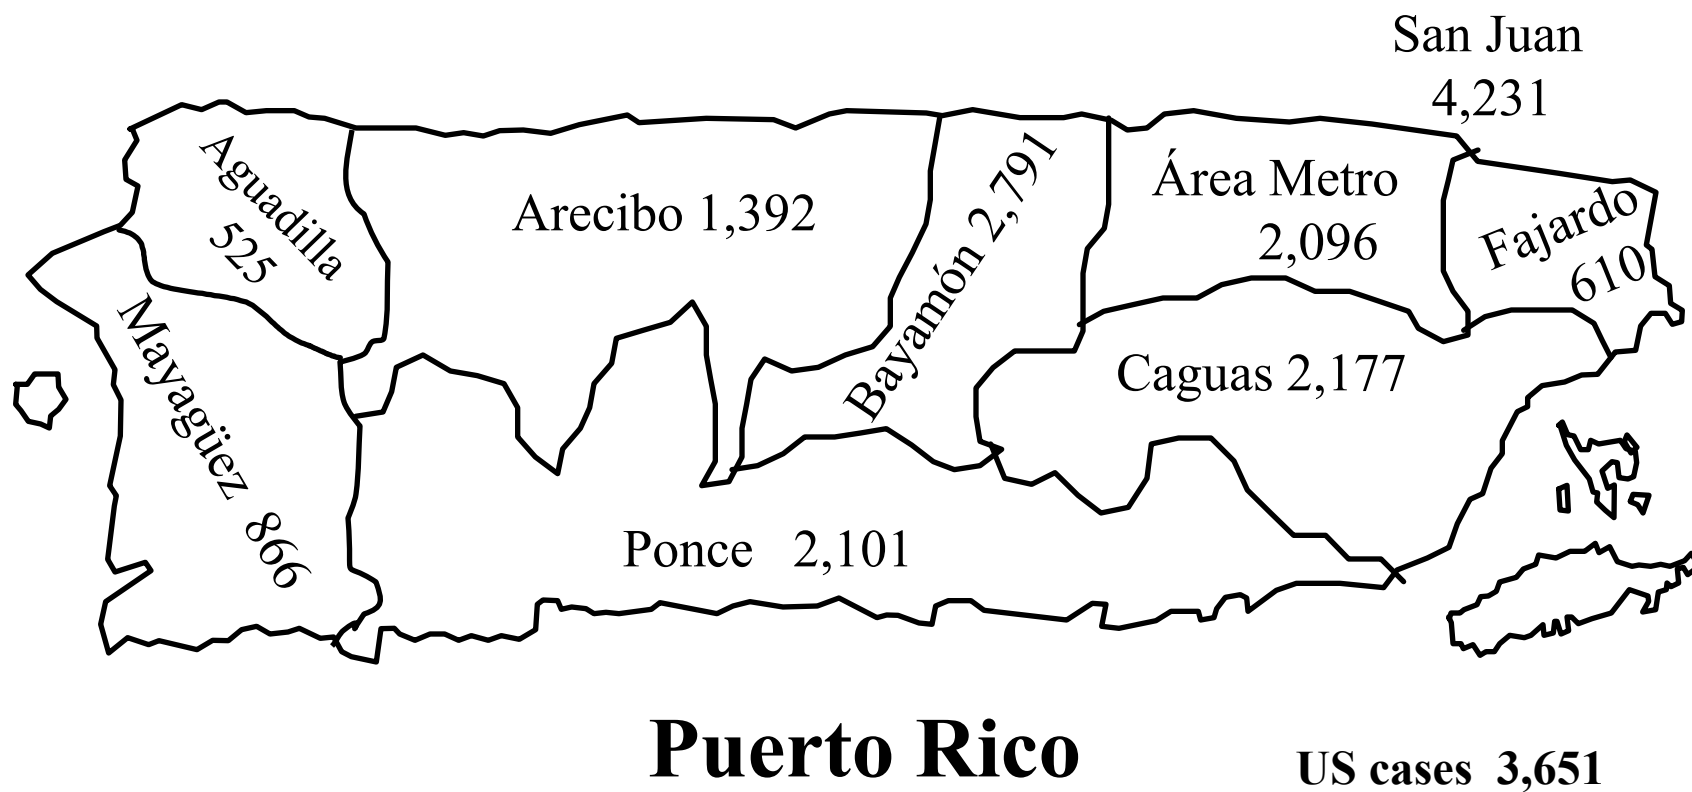 San Juan
4,231
Aguadilla
525
Arecibo 1,392
Bayamón 2,791
Área Metro
2,096
Fajardo
610
Mayagüez 866
Caguas 2,177
Ponce 2,101
Puerto Rico
US cases 3,651